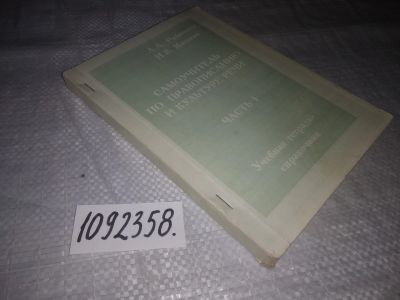 САМОУЧИТЕЛЬ
ПО ПРАВОПИСАНИЮ
И КУЛЬТУРЕ РЕЧИ
ЧАСТЬ 1
Учебная тетрадь-
справочник
1092358.